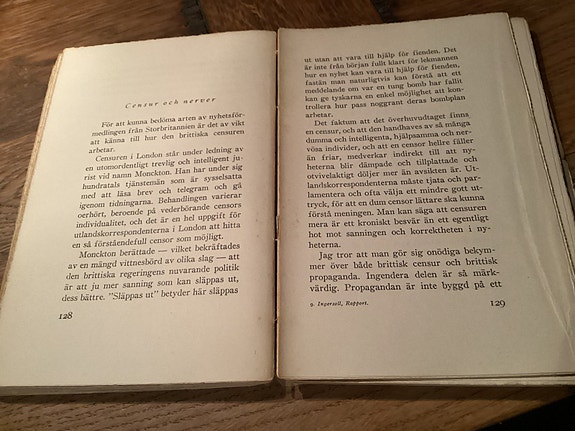 Censur och nerver
För att kunna bedöma arten av nyhetsför-
medlingen från Storbritannien är det av vikt
att känna till hur den brittiska censuren
arbetar.
Censuren i London står under ledning av
en utomordentligt trevlig och intelligent ju-
rist vid namn Monckton. Han har under sig
hundratals tjänstemän som är sysselsatta
med att läsa brev och telegram och gå
igenom tidningarna. Behandlingen varierar
oerhört, beroende på vederbörande censors
individualitet, och det är en hel uppgift för
utlandskorrespondenterna i London att hitta
en så förståendefull censor som möjligt.
Monckton berättade — vilket bekräftades
av en mängd vittnesbörd av olika slag — att
den brittiska regeringens nuvarande politik
är att ju mer sanning som kan släppas ut,
dess bättre. ”Släppas ut” betyder här släppas
128
ut utan att vara till hjälp för fienden. Det
är inte från början fullt klart för lekmannen
hur en nyhet kan vara till hjälp för fienden,
fastän man naturligtvis kan förstå att ett
meddelande om var en tung bomb har fallit
kan ge tyskarna en enkel möjlighet att kon-
trollera hur pass noggrant deras bombplan
arbetar.
Det faktum att det överhuvudtaget finns
en censur, och att den handhaves av så många
dumma och intelligenta, hjälpsamma och ner-
vösa individer, och att en censor hellre fäller
än friar, medverkar indirekt till att ny-
heterna blir dämpade och tillplattade och
otvivelaktigt döljer mer än de avslöjar. Ut-
landskorrespondenterna måste tjata och par-
lamentera och ofta välja ett mindre gott ut-
tryck, för att en dum censor lättare ska kunna
förstå meningen. Man kan säga att censuren
mera är ett kroniskt besvär än ett egentligt
hot mot sanningen och korrektheten i ny-
heterna.
Jag tror att man gör sig onödiga bekym-
mer över både brittisk censur och brittisk
propaganda. Ingendera delen är så märk-
värdig. Propagandan är inte byggd på ett
9. Ingersoll, Rapport.
129